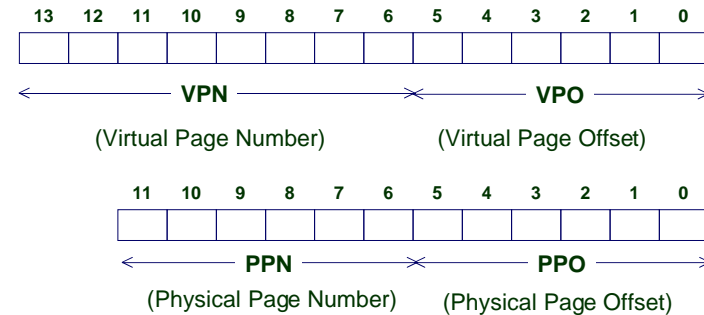 13 12 11 10 9 8 7 6 5 4 3 2 1 0
VPN VPO
(Virtual Page Number) (Virtual Page Offset)
11 10 9 8 7 6 5 4 3 2 1 0
PPN PPO
(Physical Page Number) (Physical Page Offset)